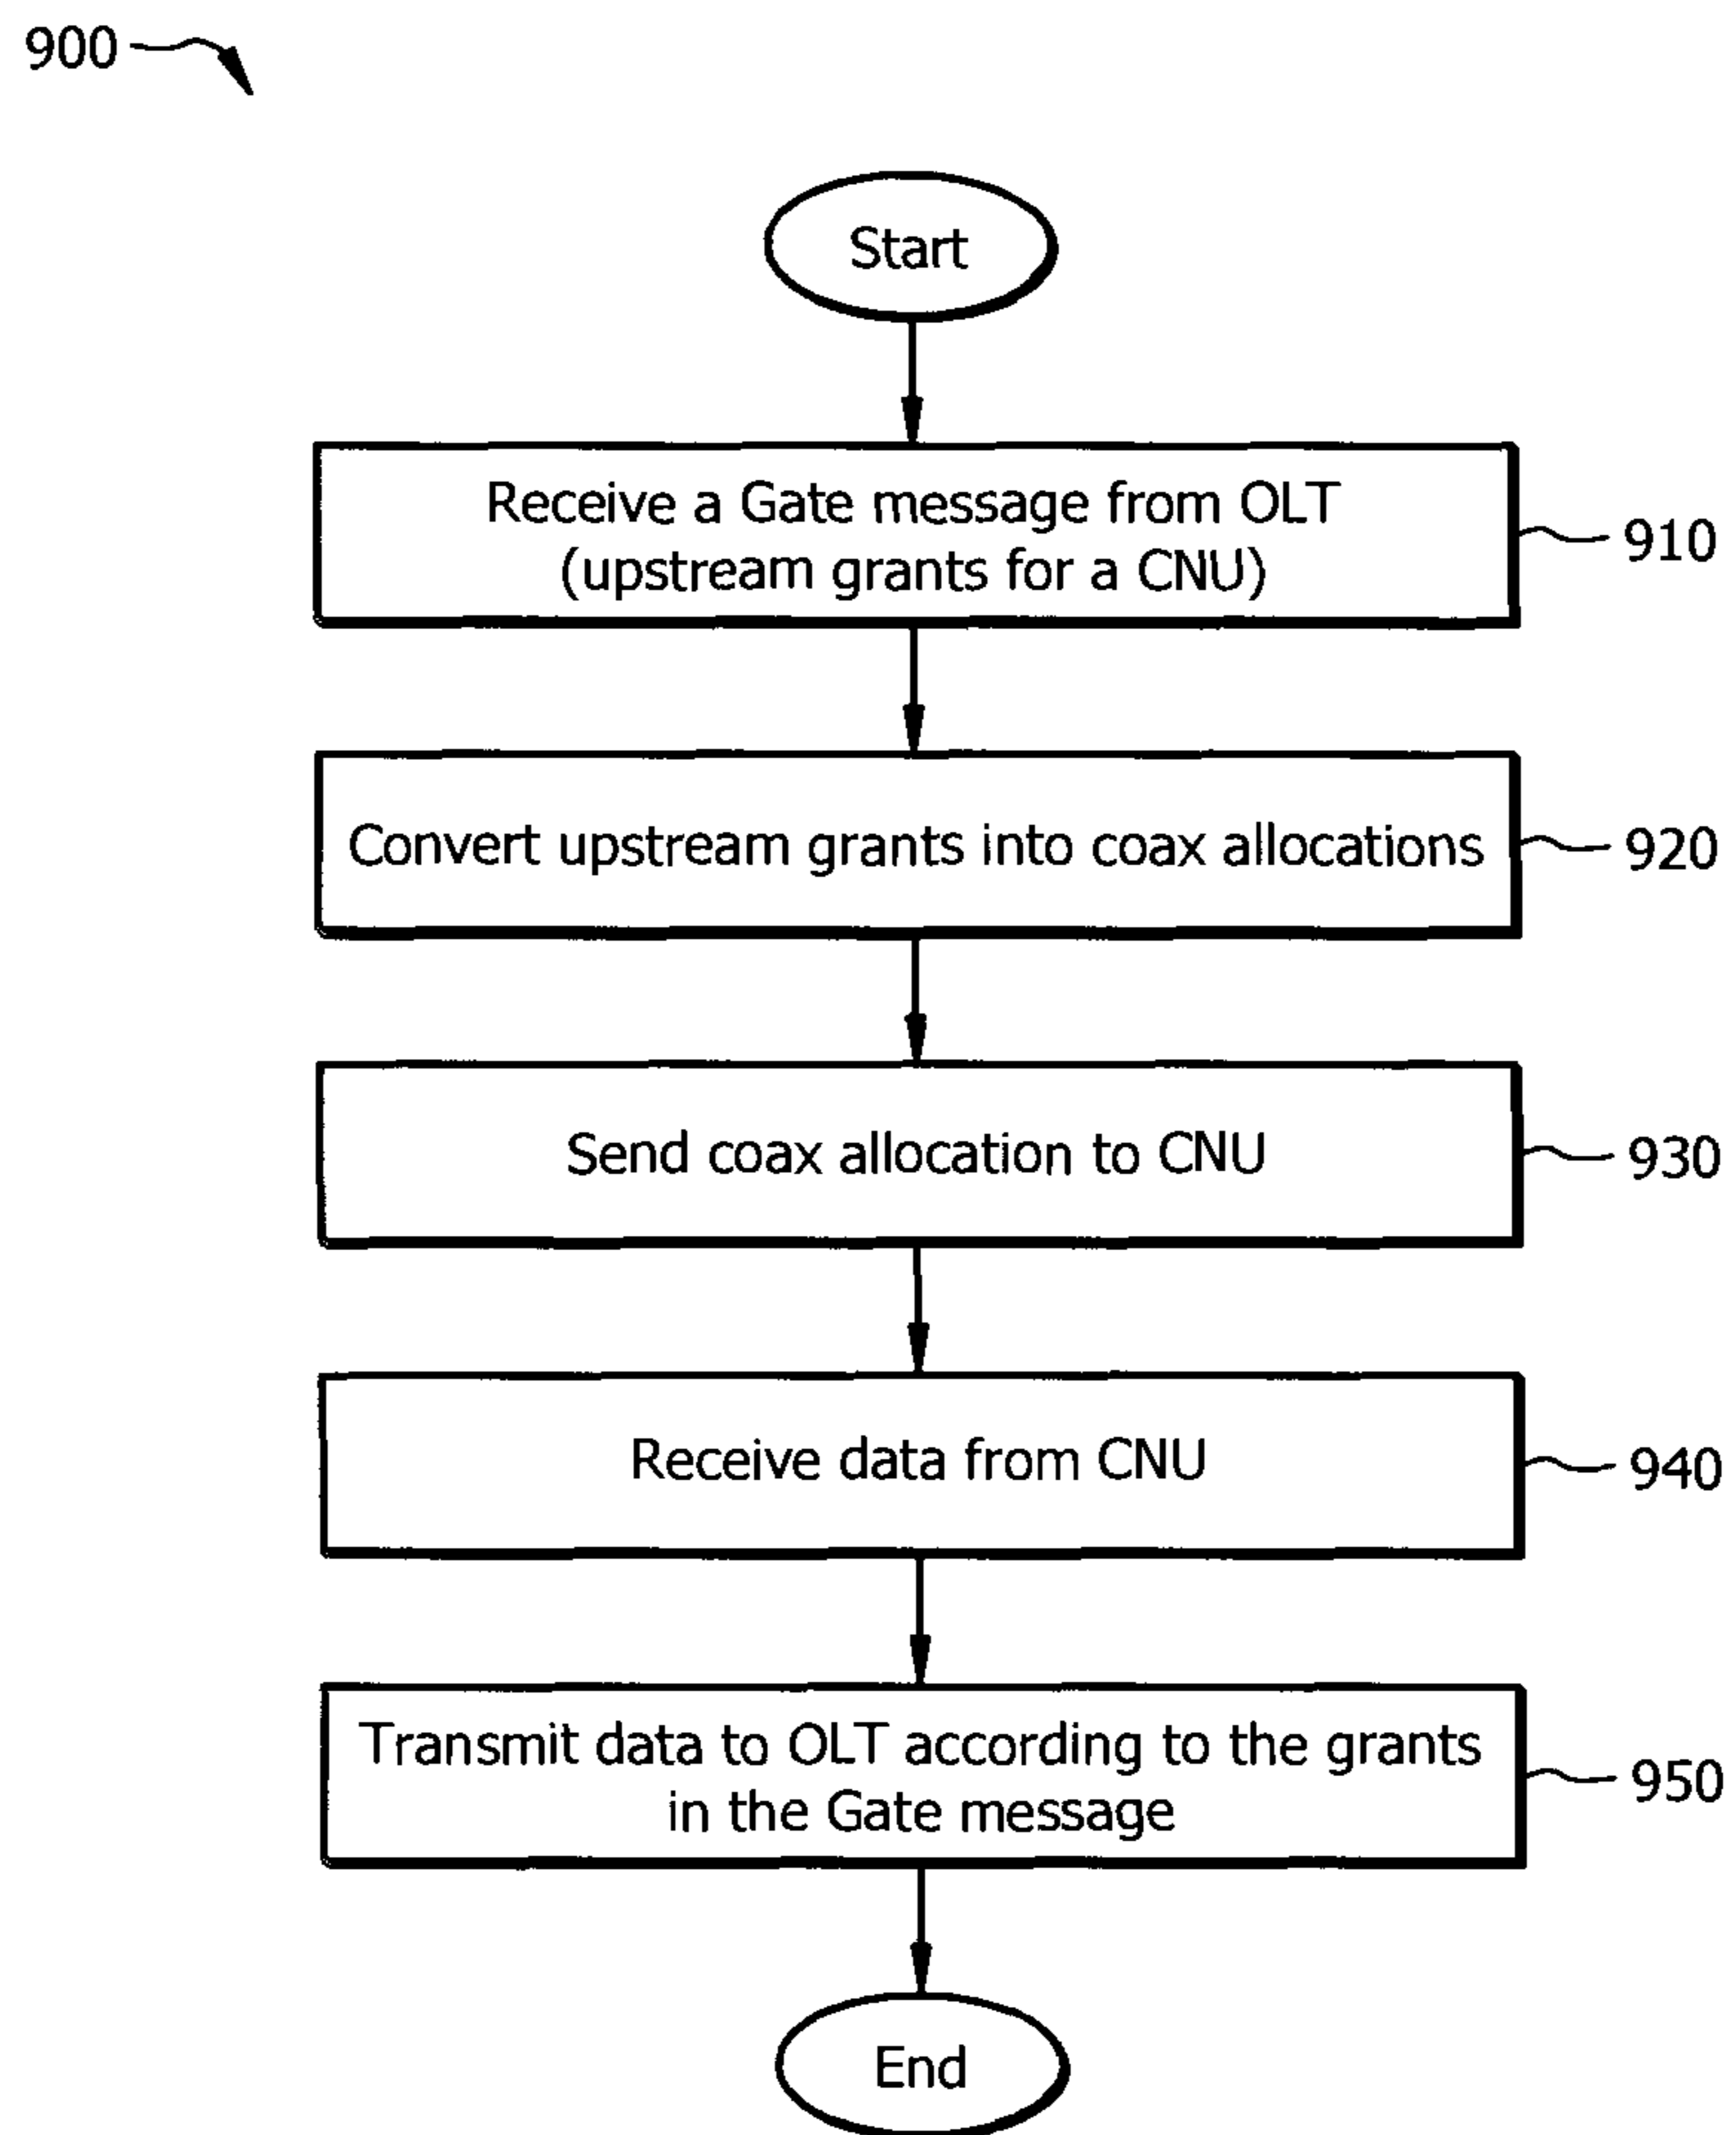 900
Start
Receive a Gate message from OLT
(upstream grants for a CNU)
910
Convert upstream grants into coax allocations
920
Send coax allocation to CNU
930
Receive data from CNU
940
Transmit data to OLT according to the grants
in the Gate message
950
End